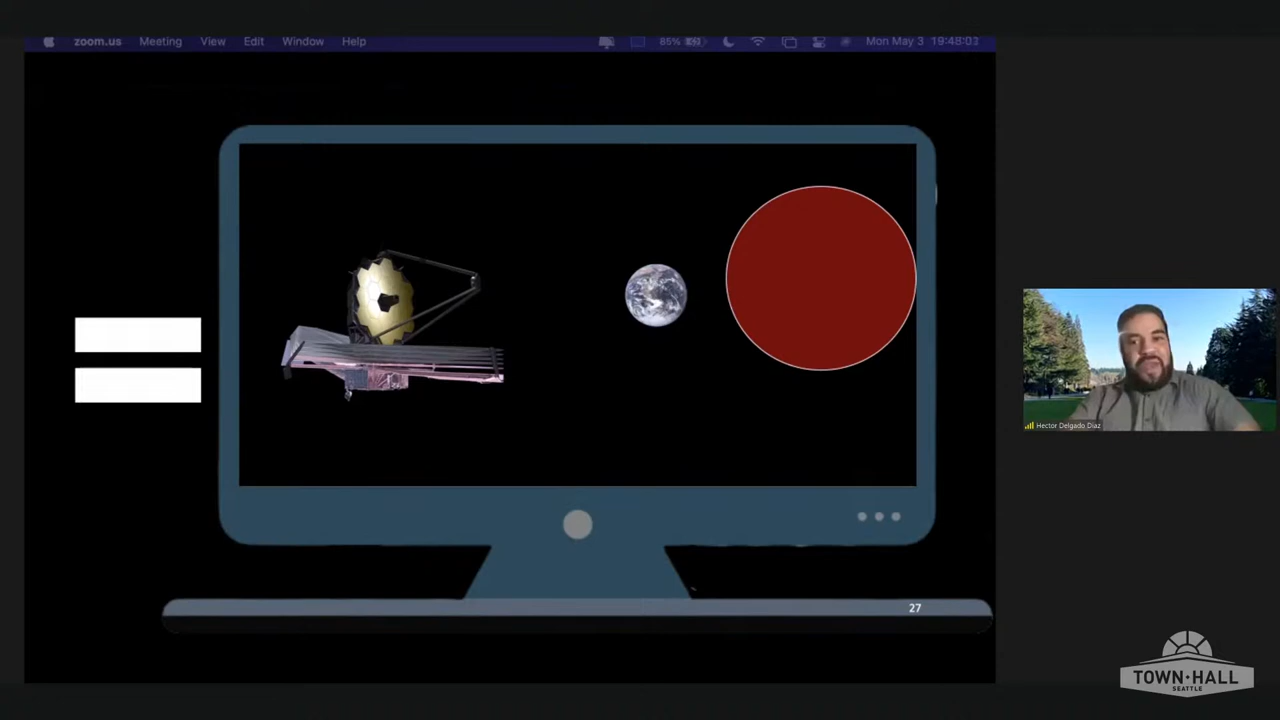 zoom.us Meeting View Edit Window Help 85% Mon May 3 19:48:03
27
Hector Delgado Diaz
TOWN·HALL
SEATTLE